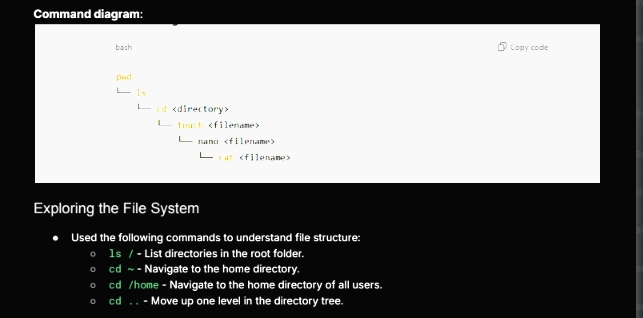 Command diagram:
bash
Copy code
pwd
└── ls
└── cd <directory>
└── touch <filename>
└── nano <filename>
└── cat <filename>
Exploring the File System
● Used the following commands to understand file structure:
○ ls / - List directories in the root folder.
○ cd ~ - Navigate to the home directory.
○ cd /home - Navigate to the home directory of all users.
○ cd .. - Move up one level in the directory tree.